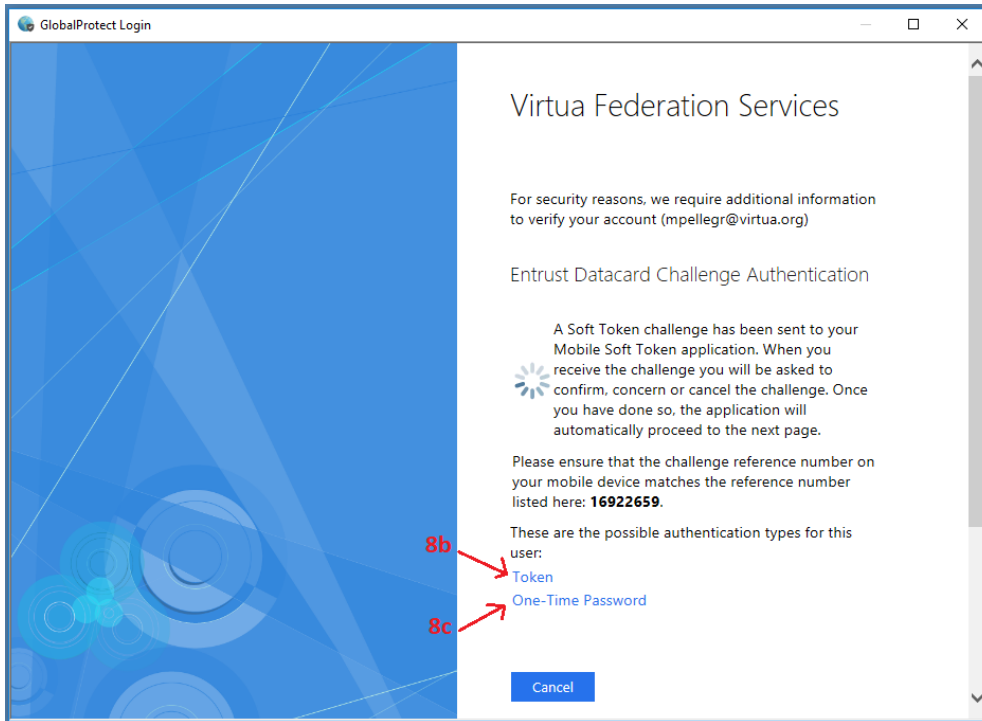 GlobalProtect Login
Virtua Federation Services
For security reasons, we require additional information
to verify your account (mpellegr@virtua.org)
Entrust Datacard Challenge Authentication
A Soft Token challenge has been sent to your
Mobile Soft Token application. When you
receive the challenge you will be asked to
confirm, concern or cancel the challenge. Once
you have done so, the application will
automatically proceed to the next page.
Please ensure that the challenge reference number on
your mobile device matches the reference number
listed here: 16922659.
These are the possible authentication types for this
user:
8b
Token
8c
One-Time Password
Cancel